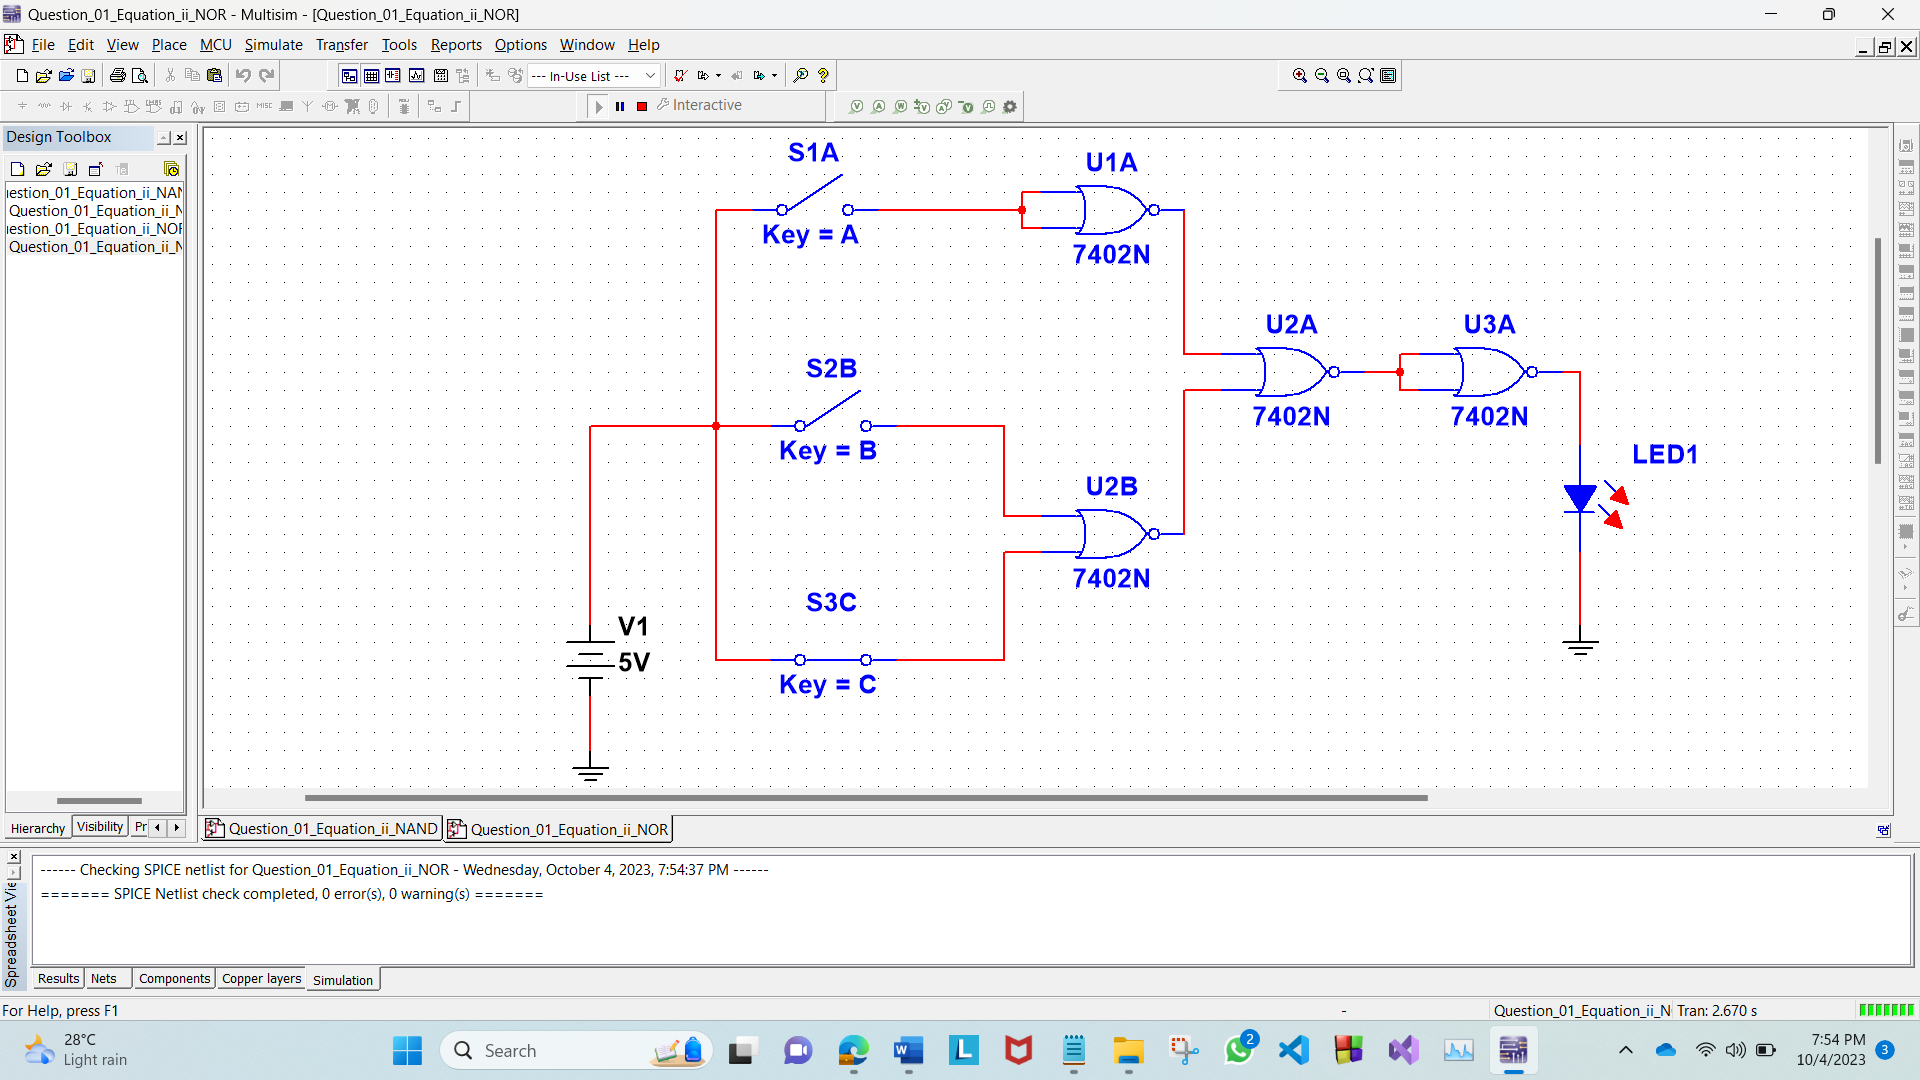 Question_01_Equation_ii_NOR - Multisim - [Question_01_Equation_ii_NOR]
File Edit View Place MCU Simulate Transfer Tools Reports Options Window Help
--- In-Use List ---
Interactive
Design Toolbox
uestion_01_Equation_ii_NAN
Question_01_Equation_ii_N
uestion_01_Equation_ii_NOR
Question_01_Equation_ii_N
Hierarchy Visibility Pr
S1A
Key = A
U1A
7402N
S2B
Key = B
U2A
7402N
U3A
7402N
U2B
7402N
LED1
S3C
Key = C
V1
5V
Question_01_Equation_ii_NAND Question_01_Equation_ii_NOR
------ Checking SPICE netlist for Question_01_Equation_ii_NOR - Wednesday, October 4, 2023, 7:54:37 PM ------
======= SPICE Netlist check completed, 0 error(s), 0 warning(s) =======
Spreadsheet Vie
Results Nets Components Copper layers Simulation
For Help, press F1
-
Question_01_Equation_ii_N Tran: 2.670 s
28°C
Light rain
Search
2
7:54 PM
10/4/2023
3